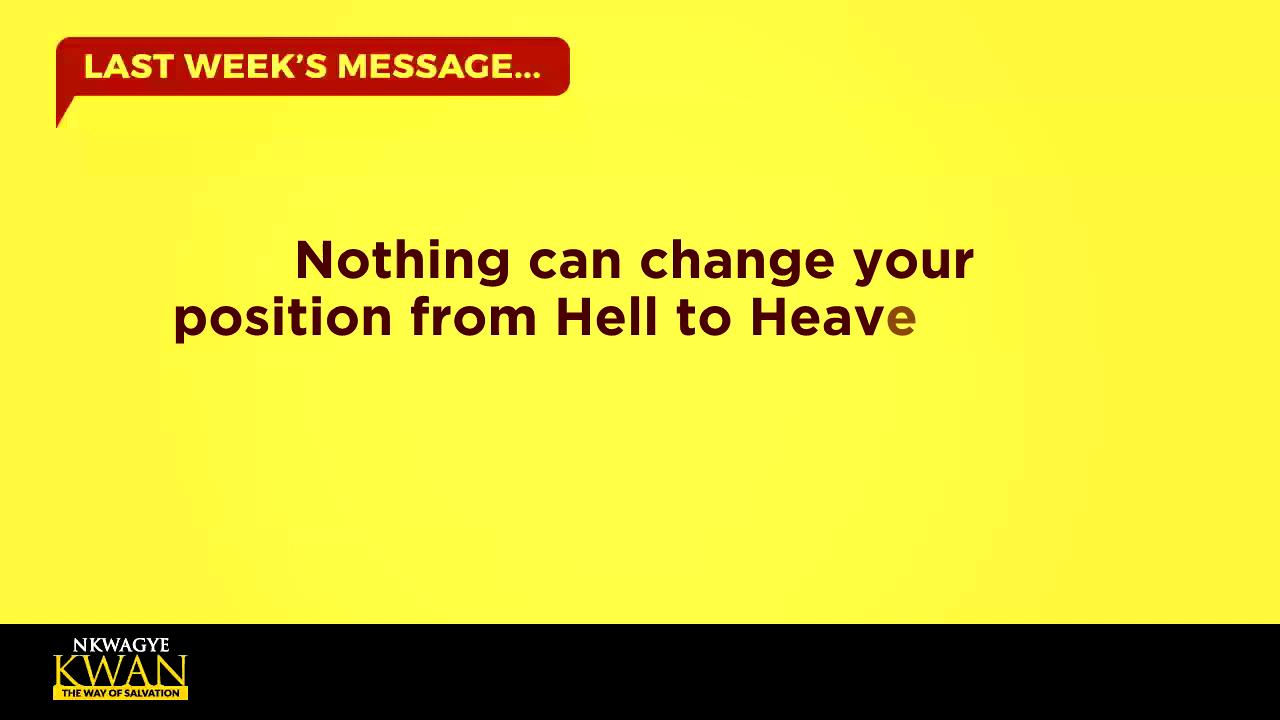 LAST WEEK’S MESSAGE...
Nothing can change your
position from Hell to Heave
NKWAGYE
KWAN
THE WAY OF SALVATION